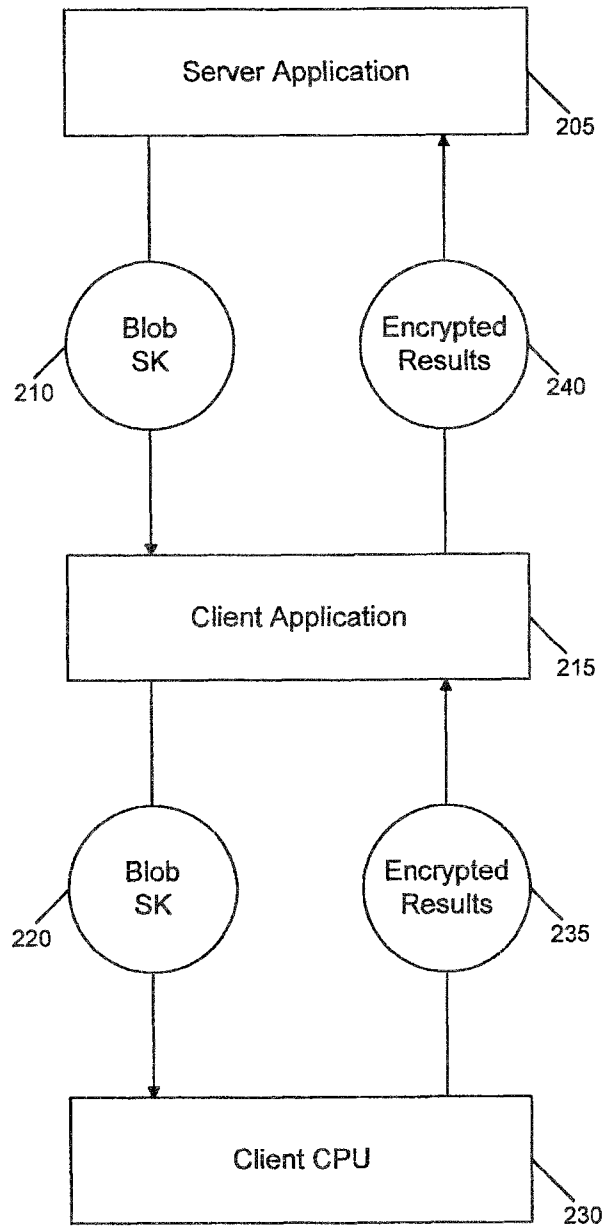 Server Application
205
Blob
SK
210
Encrypted
Results
240
Client Application
215
Blob
SK
220
Encrypted
Results
235
Client CPU
230